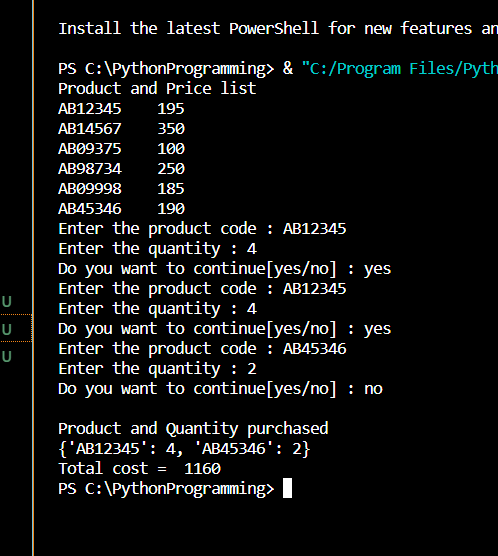 Install the latest PowerShell for new features an
PS C:\PythonProgramming> & "C:/Program Files/Pyth
Product and Price list
AB12345    195
AB14567    350
AB09375    100
AB98734    250
AB09998    185
AB45346    190
Enter the product code : AB12345
Enter the quantity : 4
Do you want to continue[yes/no] : yes
Enter the product code : AB12345
Enter the quantity : 4
Do you want to continue[yes/no] : yes
Enter the product code : AB45346
Enter the quantity : 2
Do you want to continue[yes/no] : no
Product and Quantity purchased
{'AB12345': 4, 'AB45346': 2}
Total cost =  1160
PS C:\PythonProgramming>
U
U
U